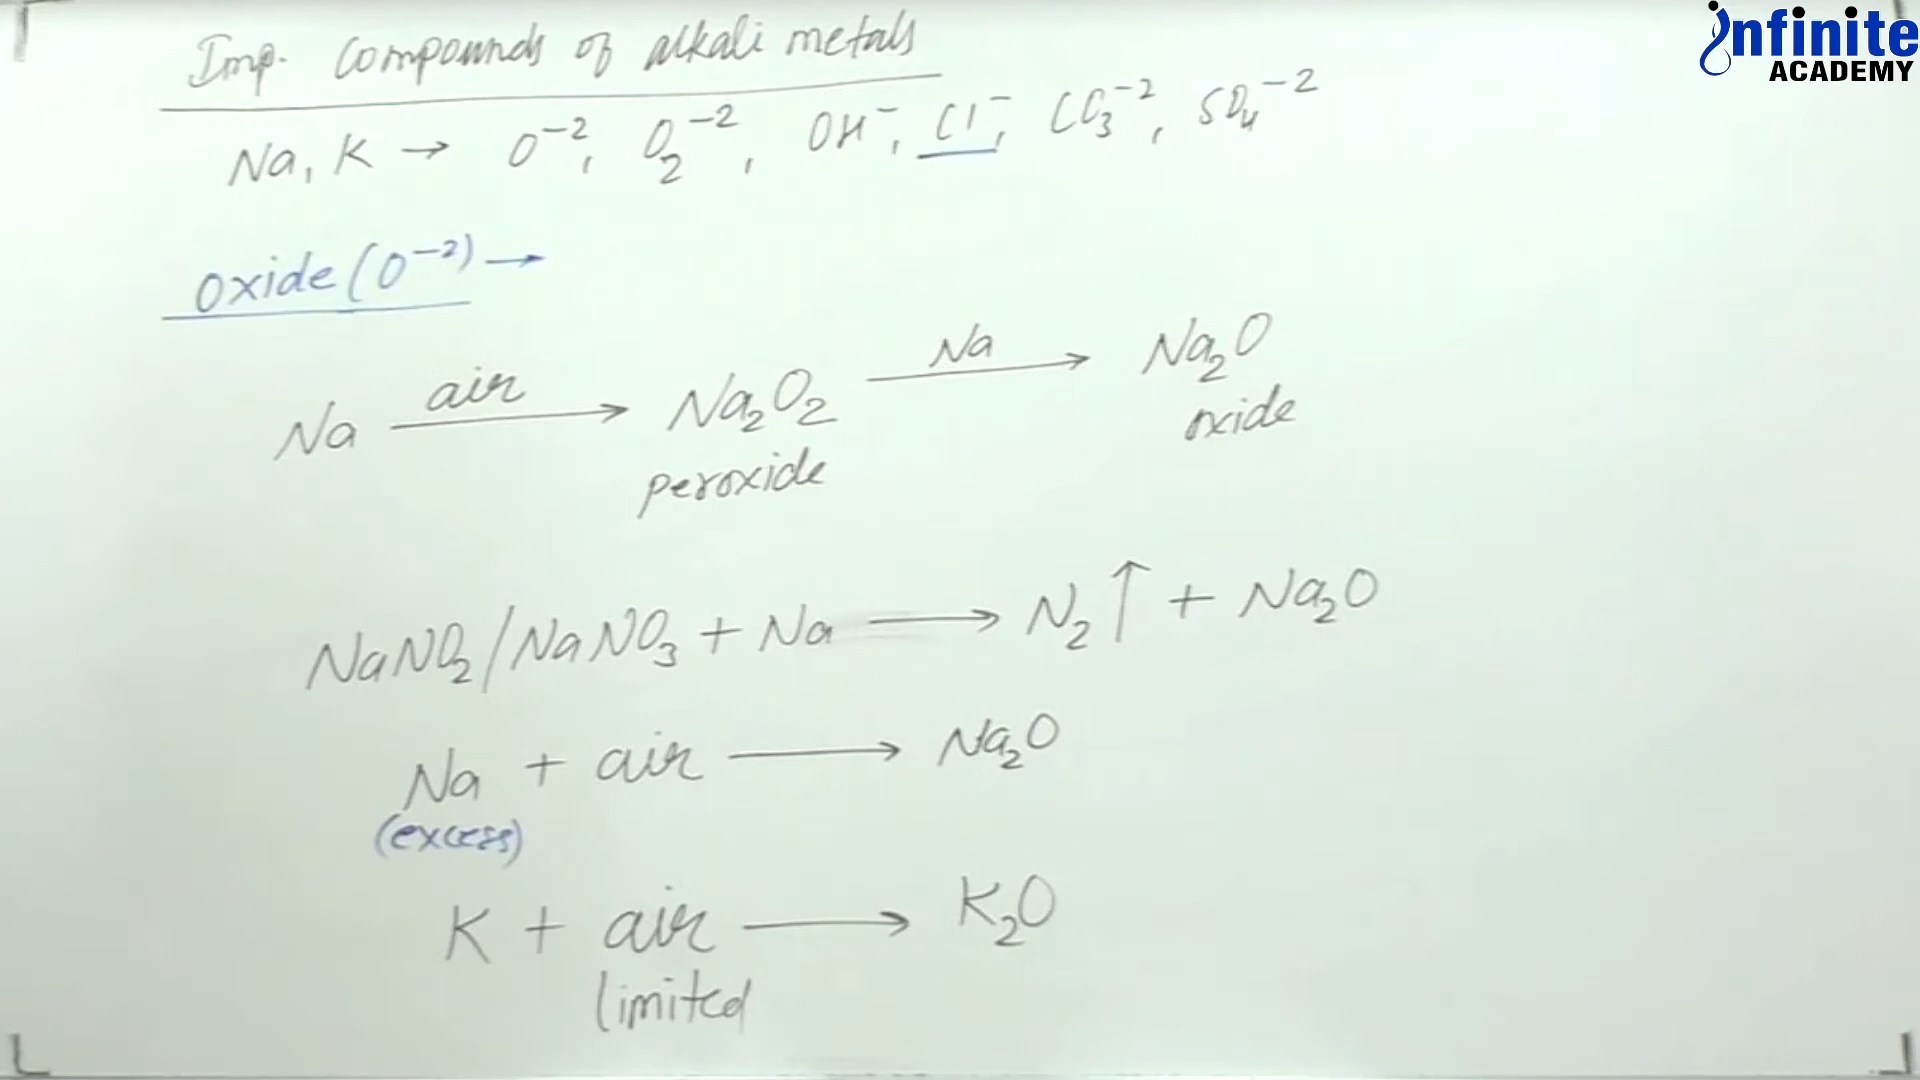 Imp. Compounds of alkali metals
Na, K → O⁻², O₂⁻², OH⁻, Cl⁻, CO₃⁻², SO₄⁻²
Oxide (O⁻²) →
Na —air→ Na₂O₂ —Na→ Na₂O
peroxide oxide
NaNO₂/NaNO₃ + Na → N₂↑ + Na₂O
Na + air → Na₂O
(excess)
K + air → K₂O
limited
infinite
ACADEMY